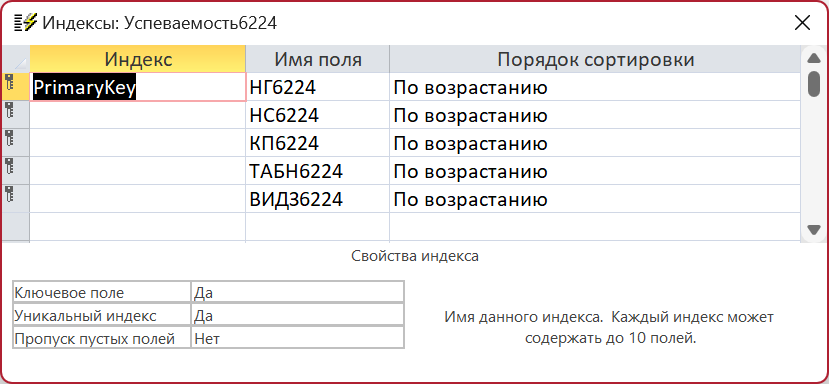 Индексы: Успеваемость6224
Индекс Имя поля Порядок сортировки
PrimaryKey НГ6224 По возрастанию
НС6224 По возрастанию
КП6224 По возрастанию
ТАБН6224 По возрастанию
ВИДЗ6224 По возрастанию
Свойства индекса
Ключевое поле Да
Уникальный индекс Да
Пропуск пустых полей Нет
Имя данного индекса. Каждый индекс может
содержать до 10 полей.